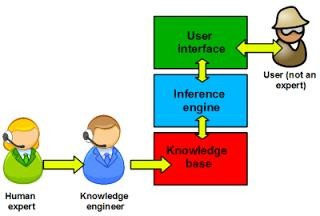 User
interface
User (not an
expert)
Inference
engine
Knowledge
base
Human
expert
Knowledge
engineer